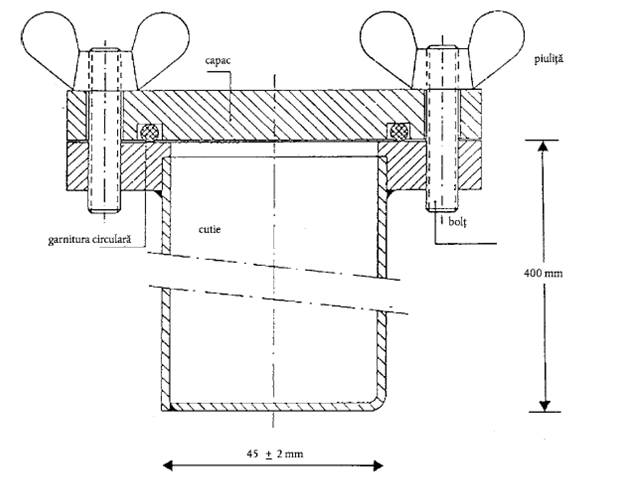 capac
piuliță
garnitura circulară
cutie
bolț
400 mm
45 ± 2 mm